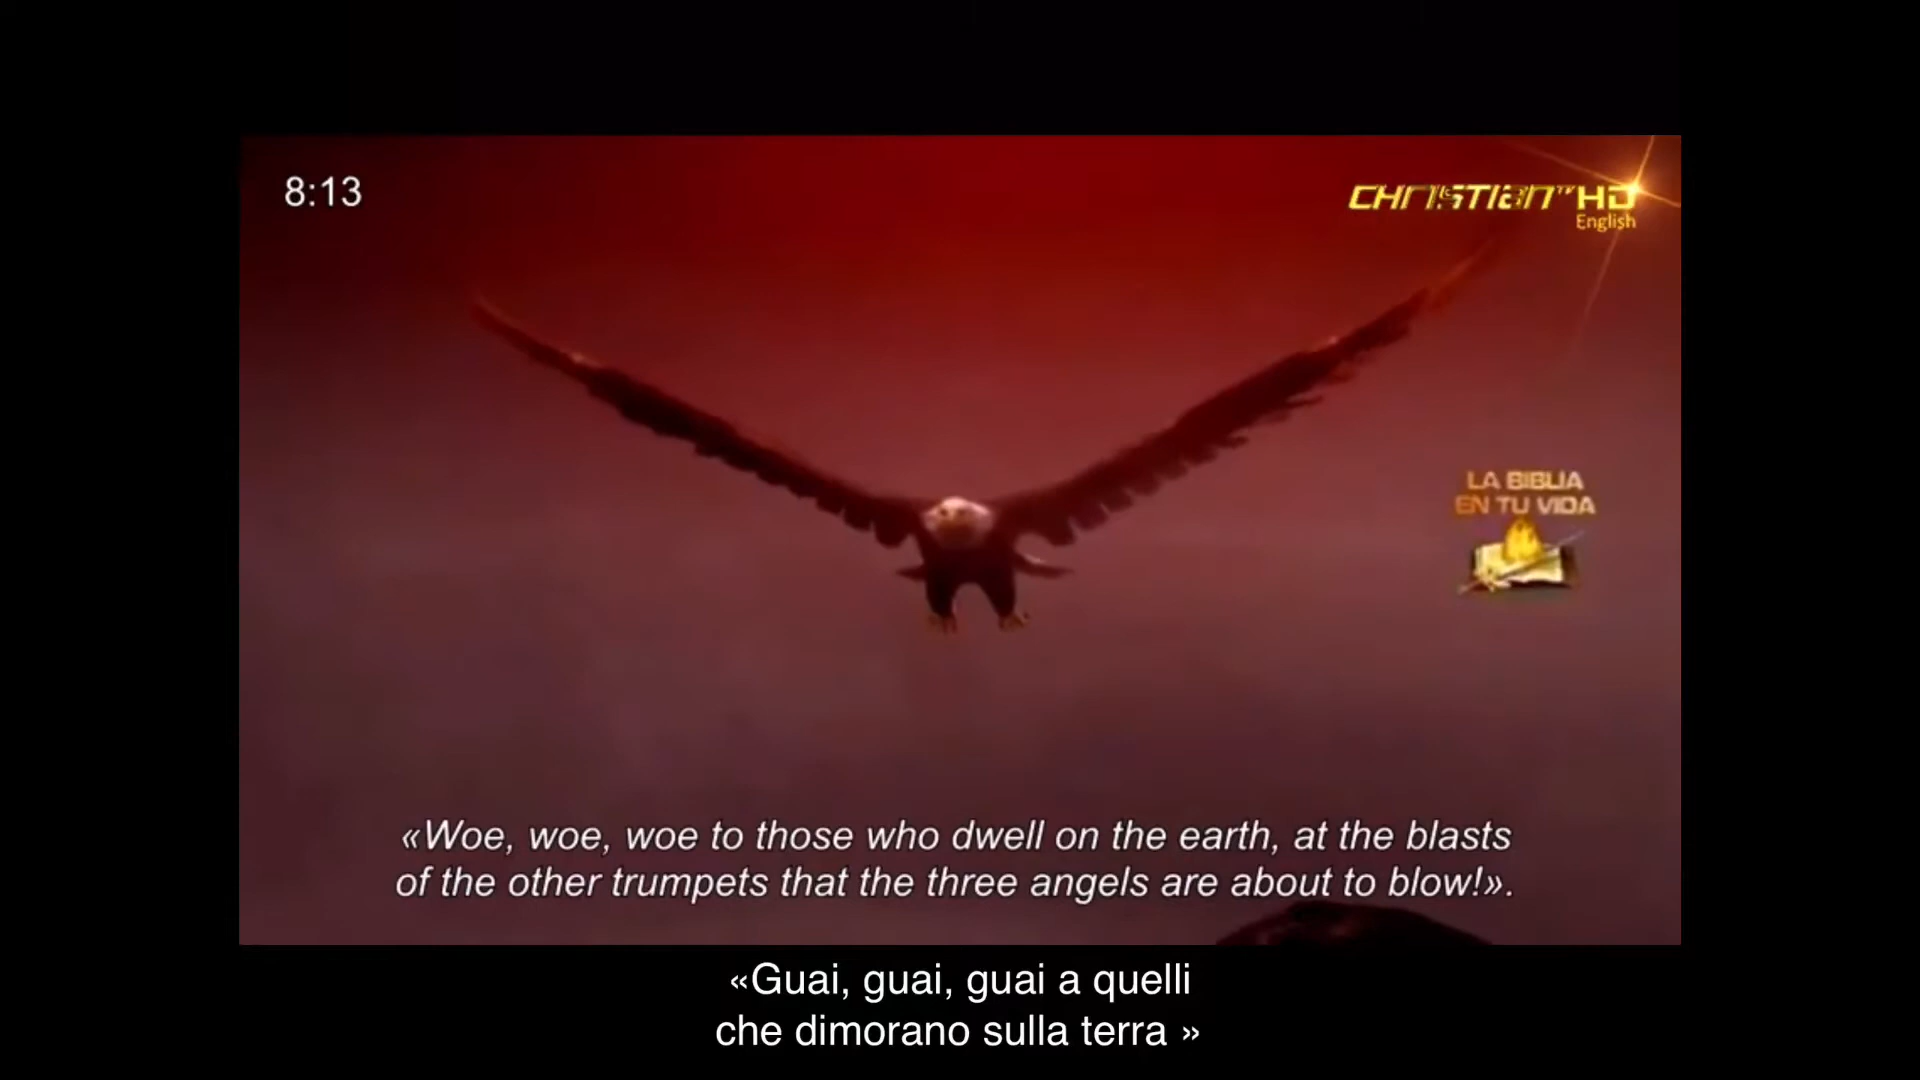 8:13
CHRISTIAN TV HD
English
LA BIBLIA
EN TU VIDA
«Woe, woe, woe to those who dwell on the earth, at the blasts
of the other trumpets that the three angels are about to blow!».
«Guai, guai, guai a quelli
che dimorano sulla terra »